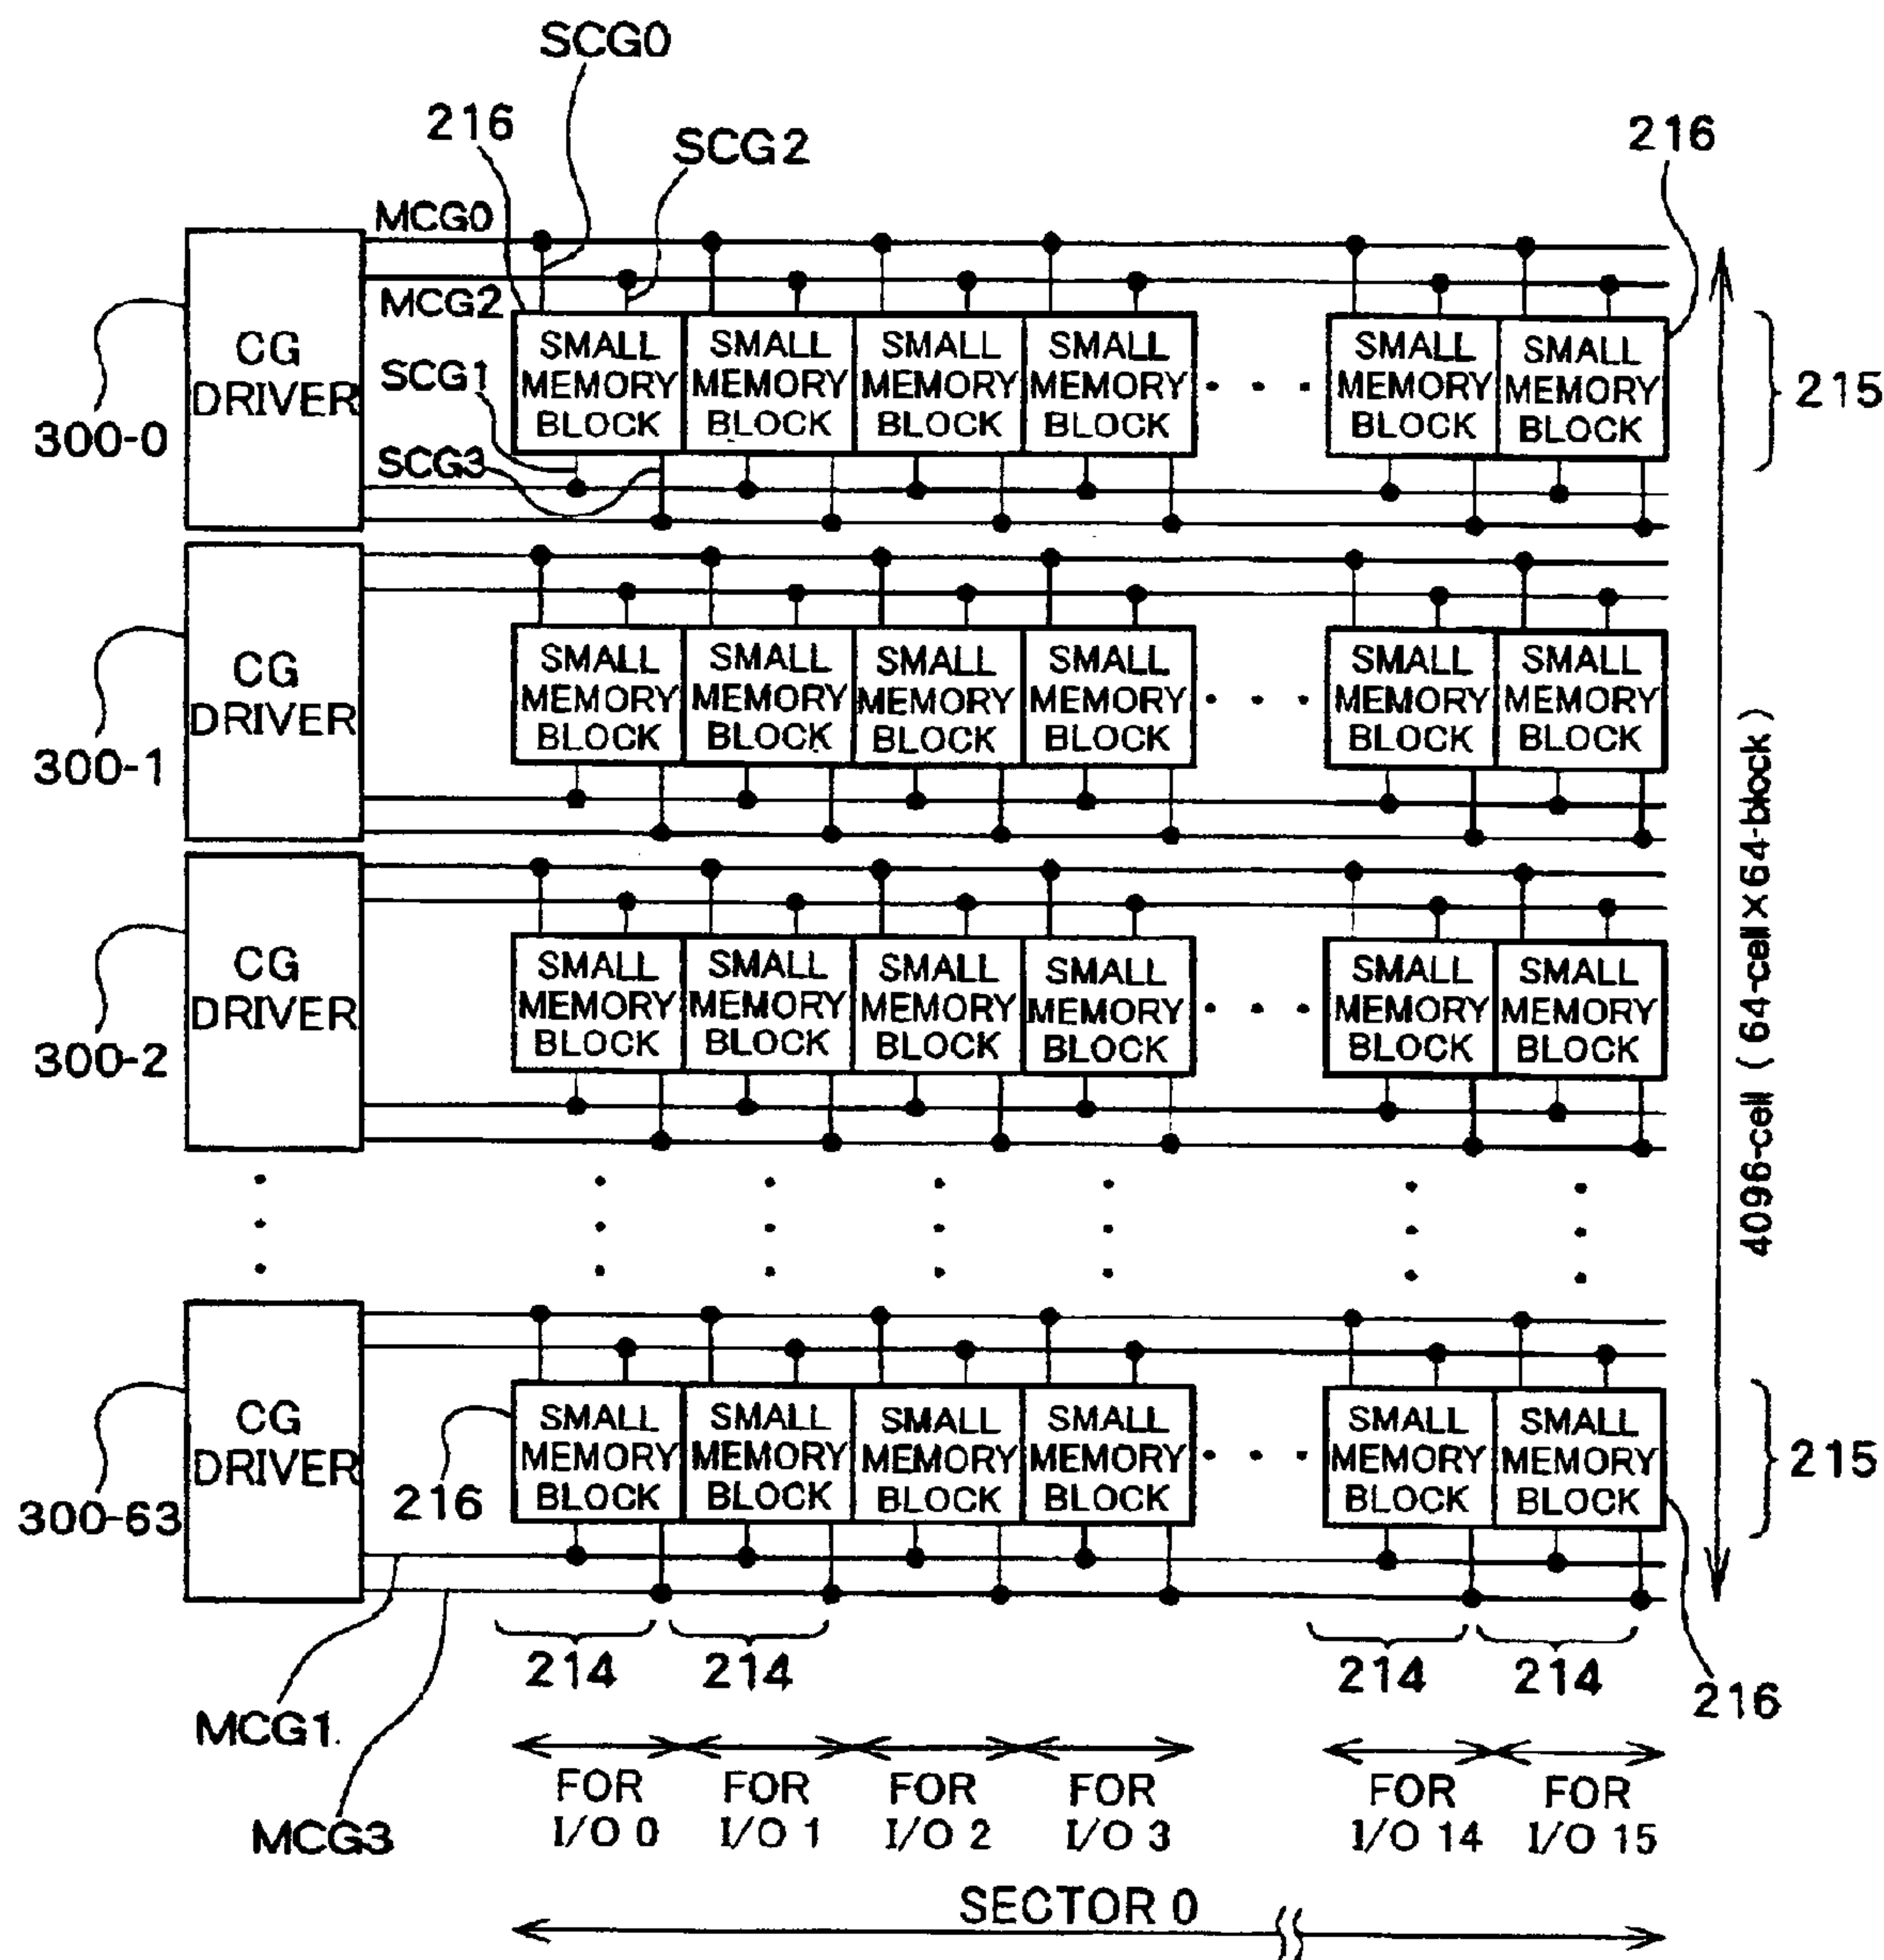 SCG0
216
SCG2
216
MCG0
MCG2
CG
DRIVER
SCG1
SCG3
300-0
SMALL
MEMORY
BLOCK
SMALL
MEMORY
BLOCK
SMALL
MEMORY
BLOCK
SMALL
MEMORY
BLOCK
SMALL
MEMORY
BLOCK
SMALL
MEMORY
BLOCK
215
CG
DRIVER
300-1
SMALL
MEMORY
BLOCK
SMALL
MEMORY
BLOCK
SMALL
MEMORY
BLOCK
SMALL
MEMORY
BLOCK
SMALL
MEMORY
BLOCK
SMALL
MEMORY
BLOCK
4096-cell ( 64-cell×64-block )
CG
DRIVER
300-2
SMALL
MEMORY
BLOCK
SMALL
MEMORY
BLOCK
SMALL
MEMORY
BLOCK
SMALL
MEMORY
BLOCK
SMALL
MEMORY
BLOCK
SMALL
MEMORY
BLOCK
CG
DRIVER
300-63
216
SMALL
MEMORY
BLOCK
SMALL
MEMORY
BLOCK
SMALL
MEMORY
BLOCK
SMALL
MEMORY
BLOCK
SMALL
MEMORY
BLOCK
SMALL
MEMORY
BLOCK
215
214
214
214
214
216
MCG1
MCG3
FOR
I/O 0
FOR
I/O 1
FOR
I/O 2
FOR
I/O 3
FOR
I/O 14
FOR
I/O 15
SECTOR 0